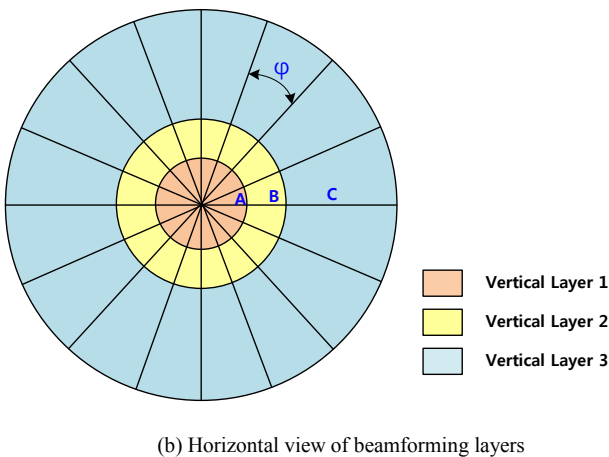 φ
A B C
Vertical Layer 1
Vertical Layer 2
Vertical Layer 3
(b) Horizontal view of beamforming layers